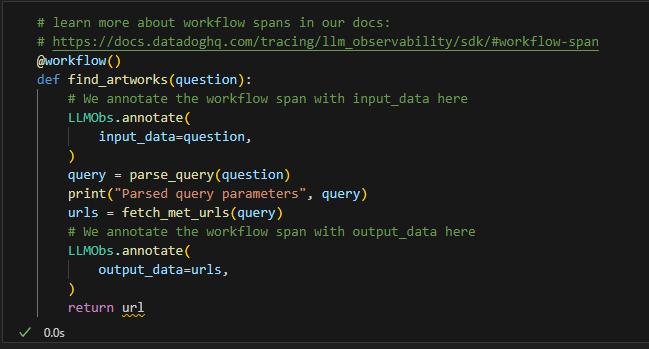 # learn more about workflow spans in our docs:
# https://docs.datadoghq.com/tracing/llm_observability/sdk/#workflow-span
@workflow()
def find_artworks(question):
    # We annotate the workflow span with input_data here
    LLMObs.annotate(
        input_data=question,
    )
    query = parse_query(question)
    print("Parsed query parameters", query)
    urls = fetch_met_urls(query)
    # We annotate the workflow span with output_data here
    LLMObs.annotate(
        output_data=urls,
    )
    return url
0.0s